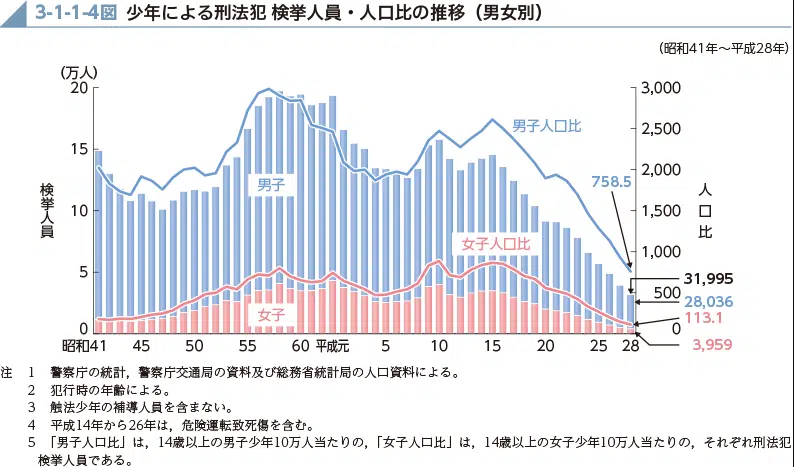 3-1-1-4図 少年による刑法犯 検挙人員・人口比の推移（男女別）
（昭和41年～平成28年）
（万人）
20
15
10
5
0
検挙人員
3,000
2,500
2,000
1,500
1,000
500
0
人口比
男子人口比
男子
女子人口比
女子
758.5
31,995
28,036
113.1
3,959
昭和41 45 50 55 60 平成元 5 10 15 20 25 28
注 1 警察庁の統計，警察庁交通局の資料及び総務省統計局の人口資料による。
2 犯行時の年齢による。
3 触法少年の補導人員を含まない。
4 平成14年から26年は，危険運転致死傷を含む。
5 「男子人口比」は，14歳以上の男子少年10万人当たりの，「女子人口比」は，14歳以上の女子少年10万人当たりの，それぞれ刑法犯
検挙人員である。